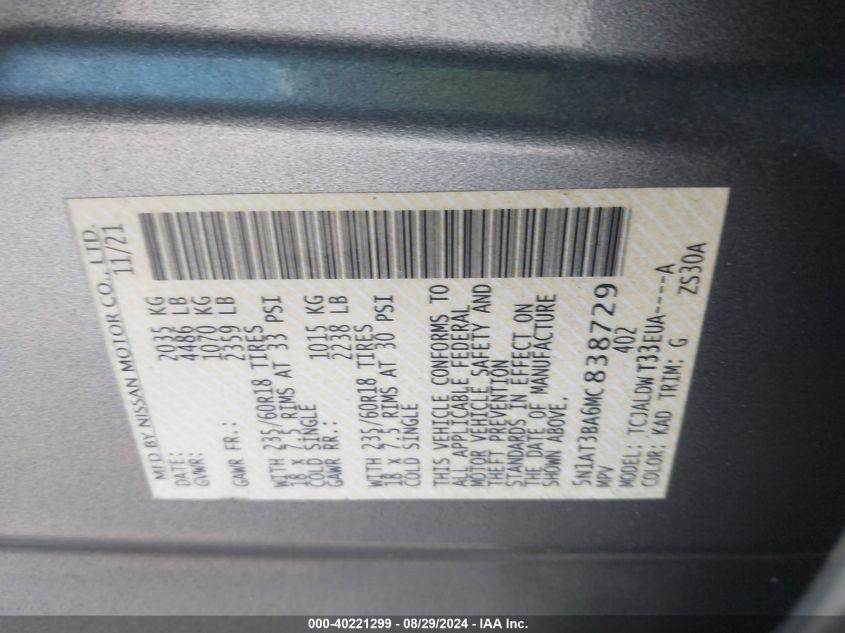 MFD BY NISSAN MOTOR CO., LTD.
DATE: 11/21
GVWR: 2035 KG
4486 LB
GAWR FR.: 1070 KG
2359 LB
WITH 235/60R18 TIRES
18 X 7.5 RIMS AT 33 PSI
COLD SINGLE
GAWR RR.: 1015 KG
2238 LB
WITH 235/60R18 TIRES
18 X 7.5 RIMS AT 30 PSI
COLD SINGLE
THIS VEHICLE CONFORMS TO
ALL APPLICABLE FEDERAL
MOTOR VEHICLE, SAFETY AND
THEFT PREVENTION
STANDARDS IN EFFECT ON
THE DATE OF MANUFACTURE
SHOWN ABOVE.
5N1AT3BA6MC838729
MPV 402
MODEL: TCJALDWT33EUA----A
COLOR: KAD TRIM: G ZS30A
000-40221299 - 08/29/2024 - IAA Inc.